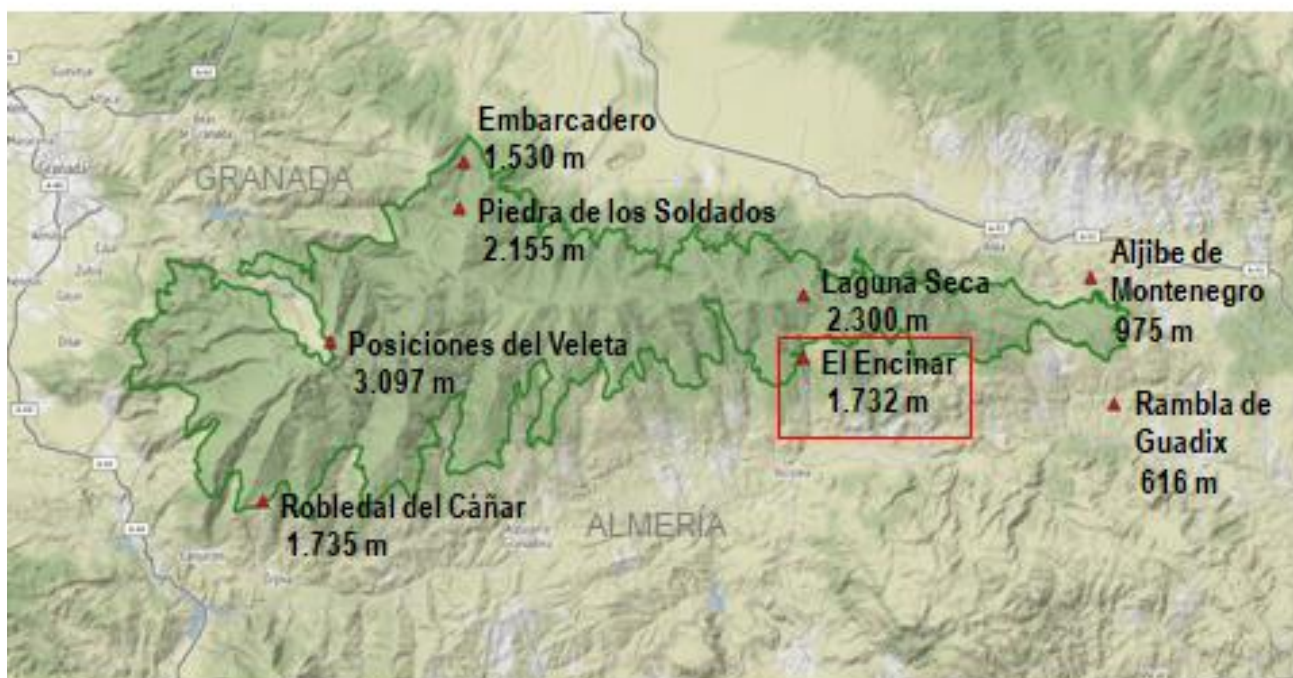 Embarcadero
1.530 m
GRANADA
Piedra de los Soldados
2.155 m
Aljibe de
Montenegro
975 m
Laguna Seca
2.300 m
Posiciones del Veleta
3.097 m
El Encinar
1.732 m
Rambla de
Guadix
616 m
Robledal del Cáñar
1.735 m
ALMERÍA
Granada